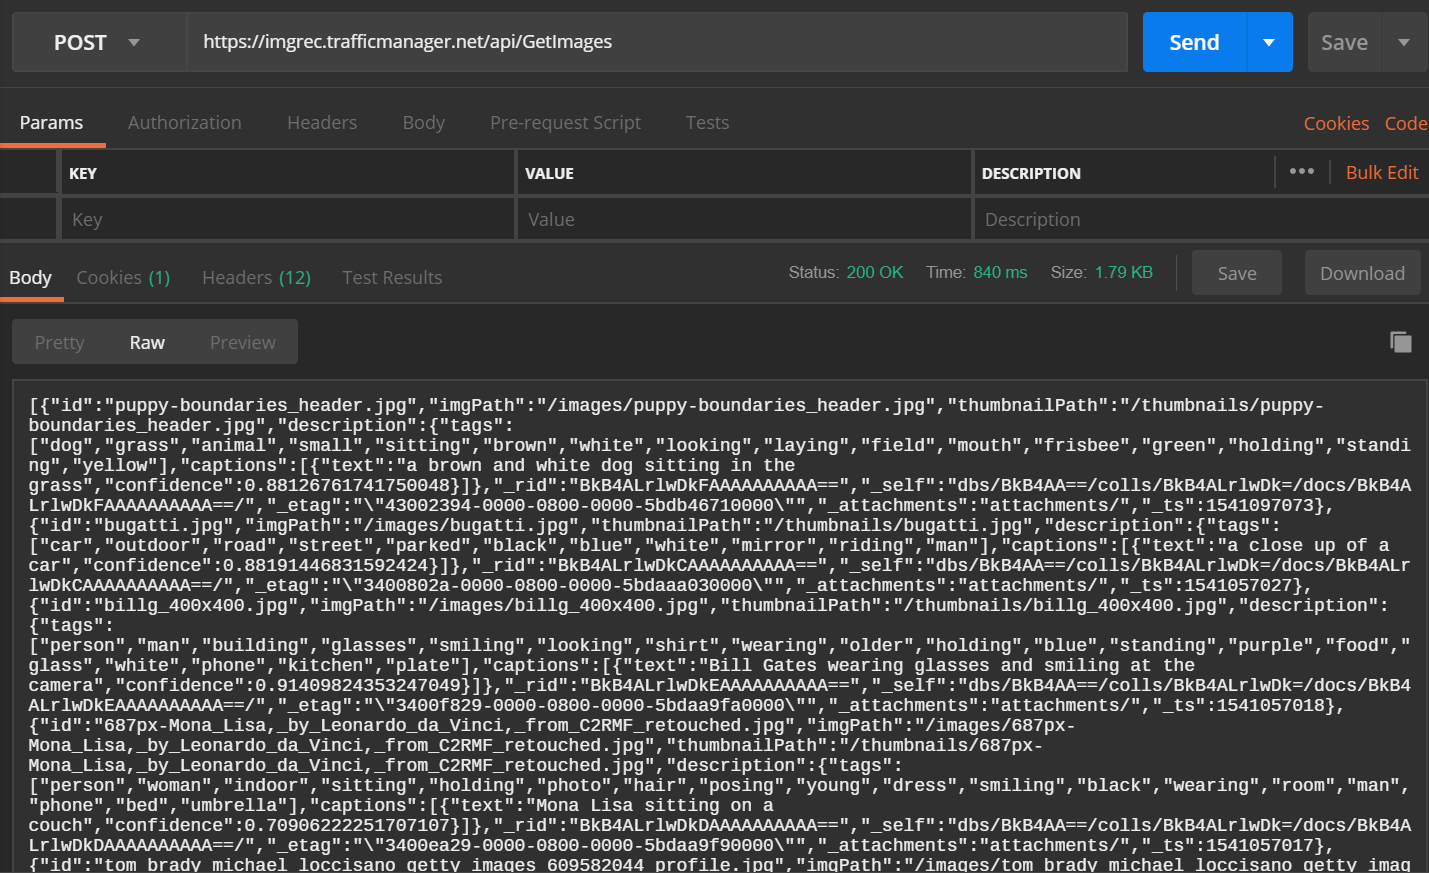 POST https://imgrec.trafficmanager.net/api/GetImages Send Save
Params Authorization Headers Body Pre-request Script Tests Cookies Code
KEY VALUE DESCRIPTION ••• Bulk Edit
Key Value Description
Body Cookies (1) Headers (12) Test Results Status: 200 OK Time: 840 ms Size: 1.79 KB Save Download
Pretty Raw Preview
[{"id":"puppy-boundaries_header.jpg","imgPath":"/images/puppy-boundaries_header.jpg","thumbnailPath":"/thumbnails/puppy-
boundaries_header.jpg","description":{"tags":
["dog","grass","animal","small","sitting","brown","white","looking","laying","field","mouth","frisbee","green","holding","standi
ng","yellow"],"captions":[{"text":"a brown and white dog sitting in the
grass","confidence":0.88126761741750048}]},"_rid":"BkB4ALrlwDkFAAAAAAAAAA==","_self":"dbs/BkB4AA==/colls/BkB4ALrlwDk=/docs/BkB4A
LrlwDkFAAAAAAAAAA==/","_etag":"\"43002394-0000-0800-0000-5bdb46710000\"","_attachments":"attachments/","_ts":1541097073},
{"id":"bugatti.jpg","imgPath":"/images/bugatti.jpg","thumbnailPath":"/thumbnails/bugatti.jpg","description":{"tags":
["car","outdoor","road","street","parked","black","blue","white","mirror","riding","man"],"captions":[{"text":"a close up of a
car","confidence":0.88191446831592424}]},"_rid":"BkB4ALrlwDkCAAAAAAAAAA==","_self":"dbs/BkB4AA==/colls/BkB4ALrlwDk=/docs/BkB4ALr
lwDkCAAAAAAAAAA==/","_etag":"\"3400802a-0000-0800-0000-5bdaaa030000\"","_attachments":"attachments/","_ts":1541057027},
{"id":"billg_400x400.jpg","imgPath":"/images/billg_400x400.jpg","thumbnailPath":"/thumbnails/billg_400x400.jpg","description":
{"tags":
["person","man","building","glasses","smiling","looking","shirt","wearing","older","holding","blue","standing","purple","food","
glass","white","phone","kitchen","plate"],"captions":[{"text":"Bill Gates wearing glasses and smiling at the
camera","confidence":0.91409824353247049}]},"_rid":"BkB4ALrlwDkEAAAAAAAAAA==","_self":"dbs/BkB4AA==/colls/BkB4ALrlwDk=/docs/BkB4
ALrlwDkEAAAAAAAAAA==/","_etag":"\"3400f829-0000-0800-0000-5bdaa9fa0000\"","_attachments":"attachments/","_ts":1541057018},
{"id":"687px-Mona_Lisa,_by_Leonardo_da_Vinci,_from_C2RMF_retouched.jpg","imgPath":"/images/687px-
Mona_Lisa,_by_Leonardo_da_Vinci,_from_C2RMF_retouched.jpg","thumbnailPath":"/thumbnails/687px-
Mona_Lisa,_by_Leonardo_da_Vinci,_from_C2RMF_retouched.jpg","description":{"tags":
["person","woman","indoor","sitting","holding","photo","hair","posing","young","dress","smiling","black","wearing","room","man",
"phone","bed","umbrella"],"captions":[{"text":"Mona Lisa sitting on a
couch","confidence":0.70906222251707107}]},"_rid":"BkB4ALrlwDkDAAAAAAAAAA==","_self":"dbs/BkB4AA==/colls/BkB4ALrlwDk=/docs/BkB4A
LrlwDkDAAAAAAAAAA==/","_etag":"\"3400ea29-0000-0800-0000-5bdaa9f90000\"","_attachments":"attachments/","_ts":1541057017},
{"id":"tom_brady_michael_loccisano_getty_images_609582044_profile.jpg","imgPath":"/images/tom_brady_michael_loccisano_getty_imag